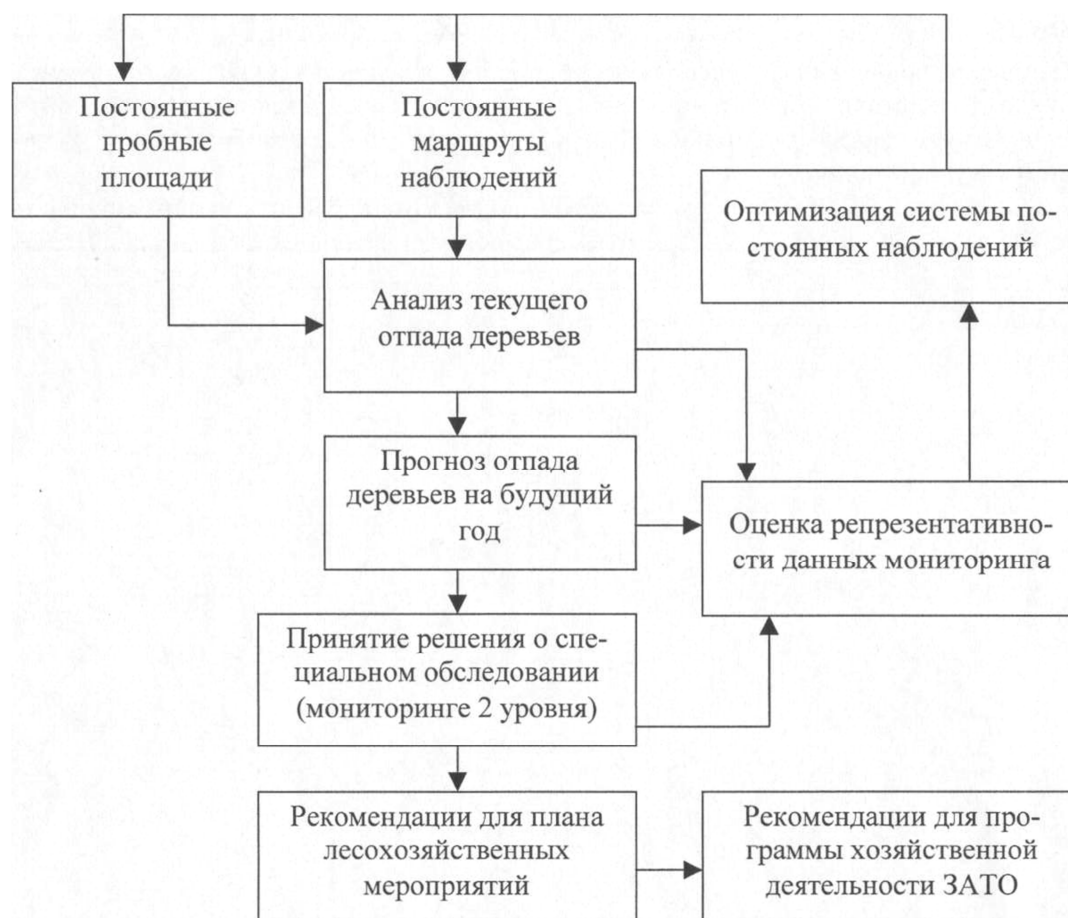 Постоянные
пробные
площади
Постоянные
маршруты
наблюдений
Оптимизация системы по-
стоянных наблюдений
Анализ текущего
отпада деревьев
Прогноз отпада
деревьев на будущий
год
Оценка репрезентативно-
сти данных мониторинга
Принятие решения о спе-
циальном обследовании
(мониторинге 2 уровня)
Рекомендации для плана
лесохозяйственных
мероприятий
Рекомендации для про-
граммы хозяйственной
деятельности ЗАТО